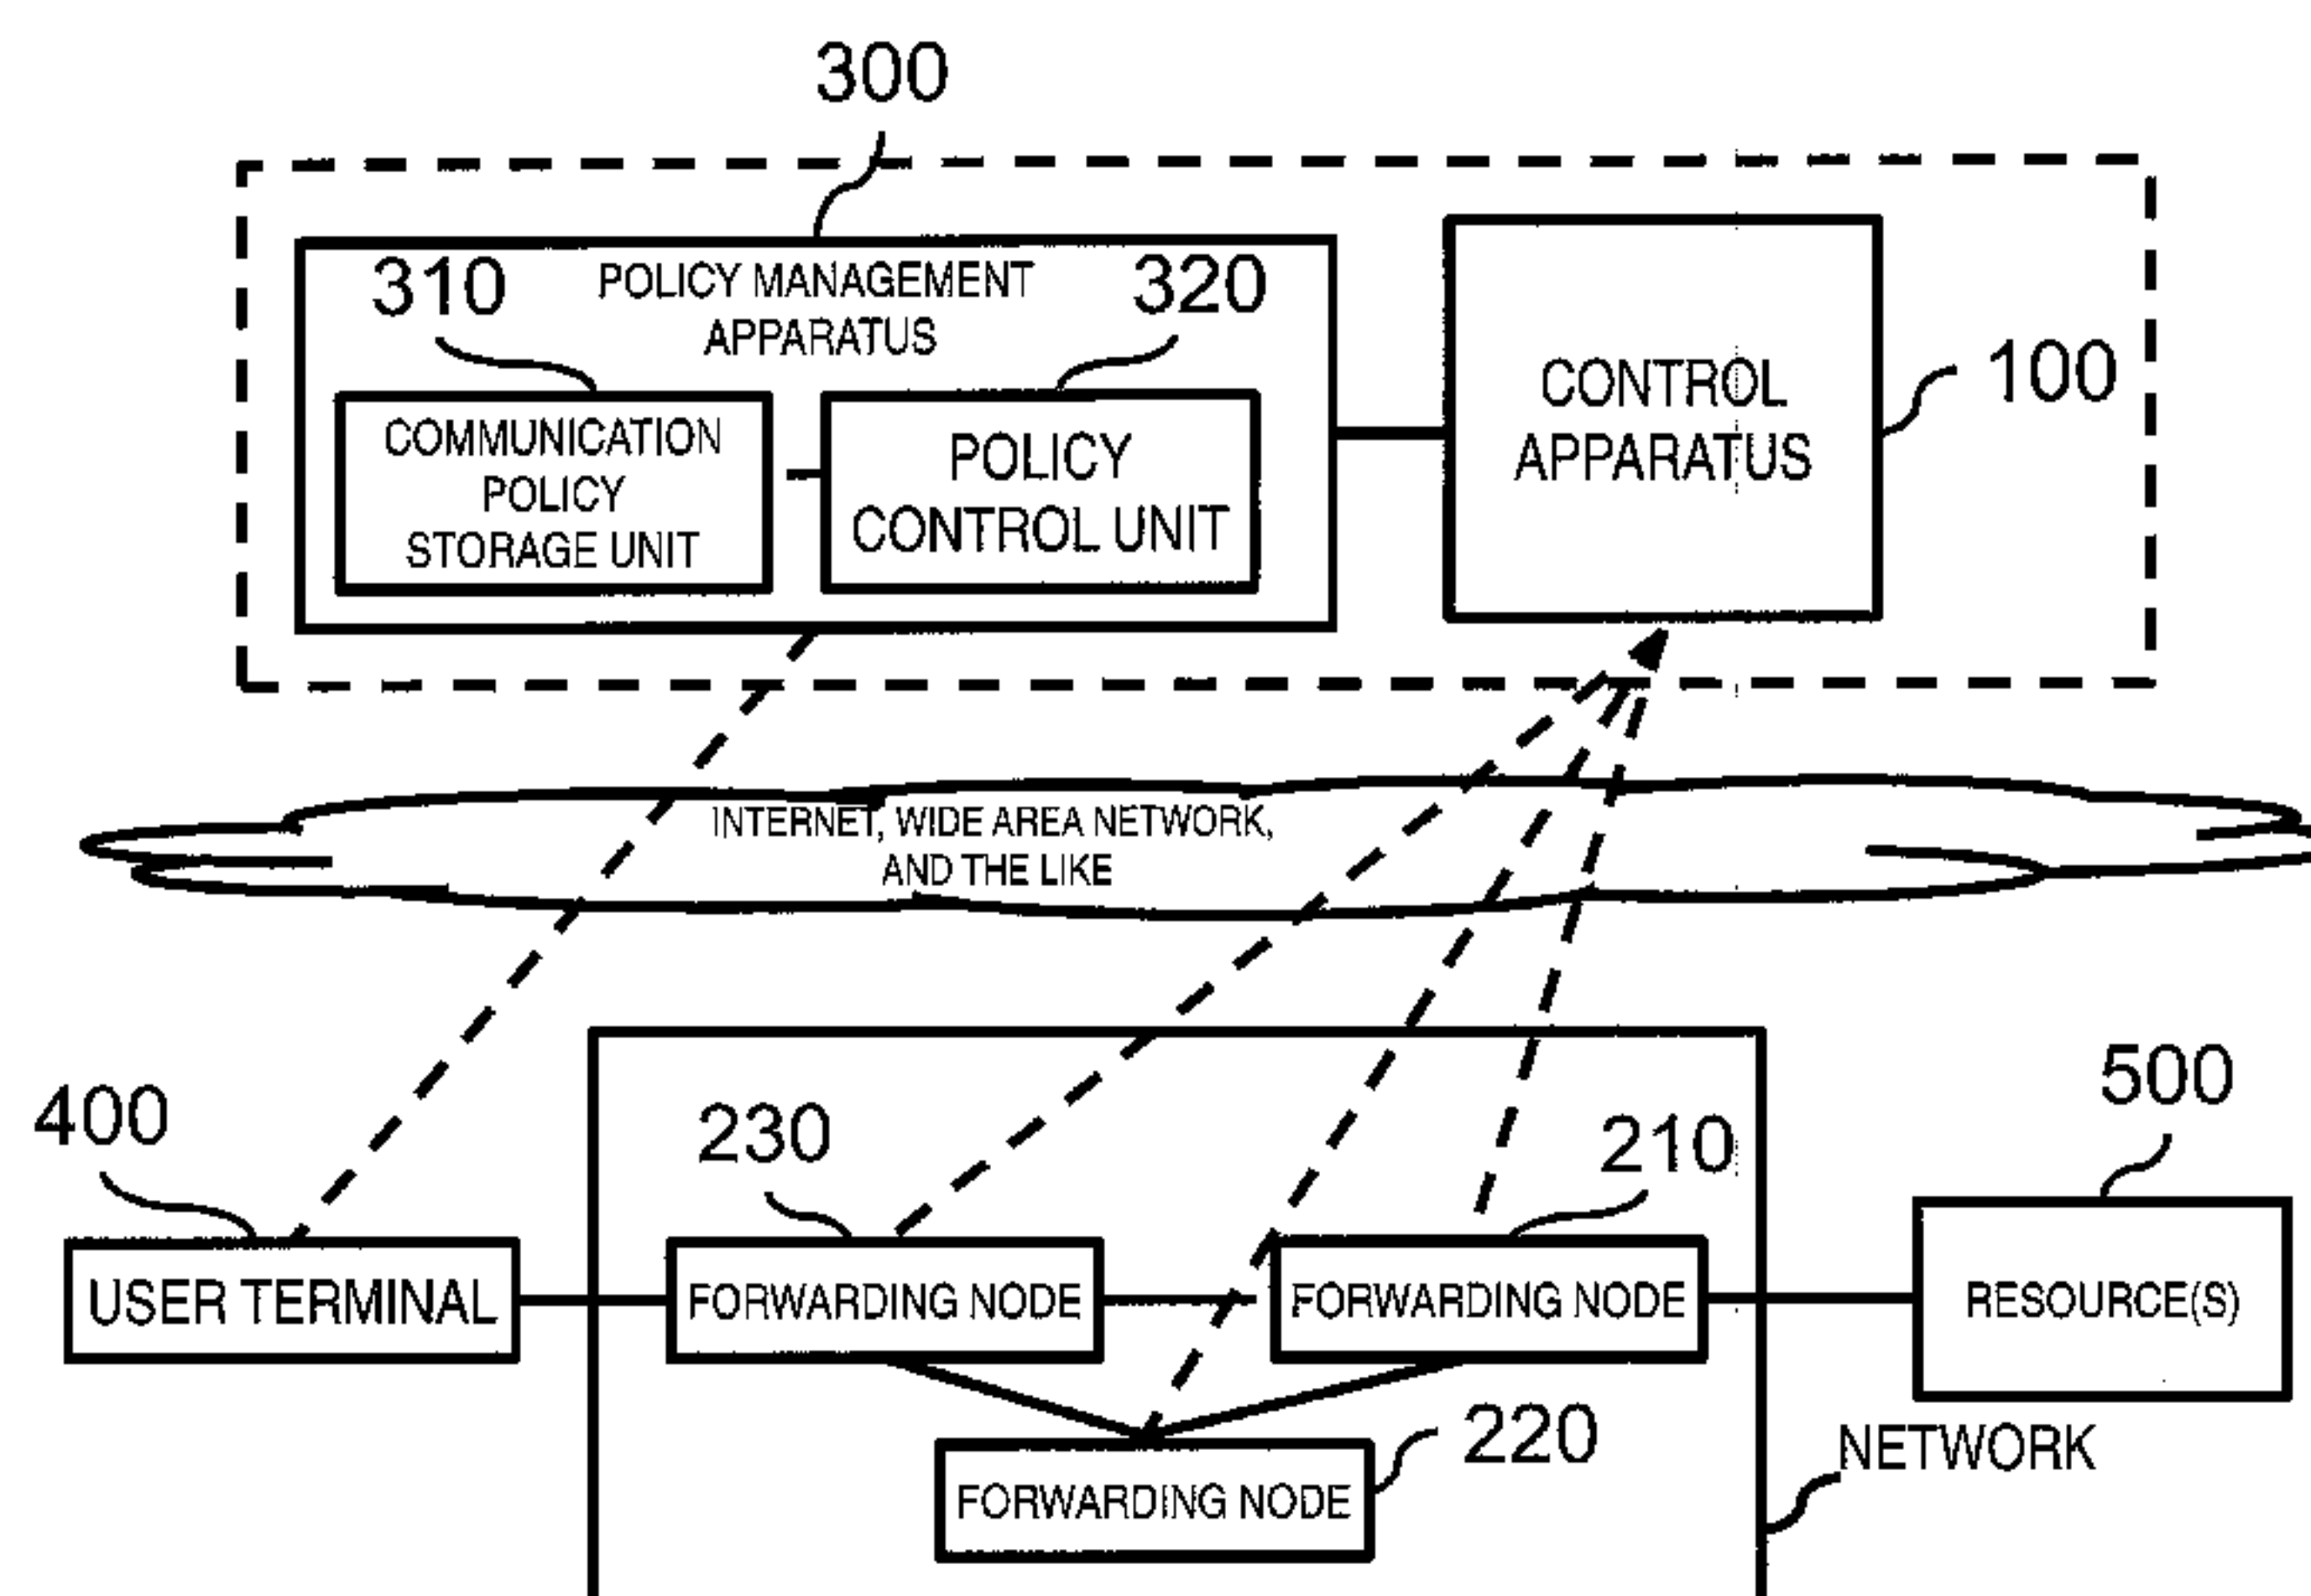 300
310
POLICY MANAGEMENT
APPARATUS
320
COMMUNICATION
POLICY
STORAGE UNIT
POLICY
CONTROL UNIT
CONTROL
APPARATUS
100
INTERNET, WIDE AREA NETWORK,
AND THE LIKE
400
230
210
500
USER TERMINAL
FORWARDING NODE
FORWARDING NODE
RESOURCE(S)
220
FORWARDING NODE
NETWORK